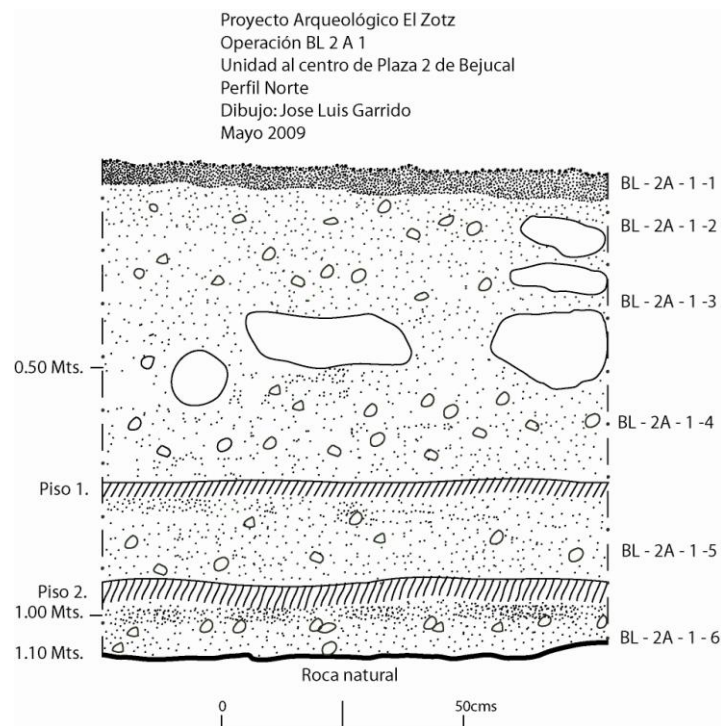 Proyecto Arqueológico El Zotz
Operación BL 2 A 1
Unidad al centro de Plaza 2 de Bejucal
Perfil Norte
Dibujo: Jose Luis Garrido
Mayo 2009
BL - 2A - 1 -1
BL - 2A - 1 -2
BL - 2A - 1 -3
0.50 Mts.
BL - 2A - 1 -4
Piso 1.
BL - 2A - 1 -5
Piso 2.
1.00 Mts.
BL - 2A - 1 -6
1.10 Mts.
Roca natural
0 50cms